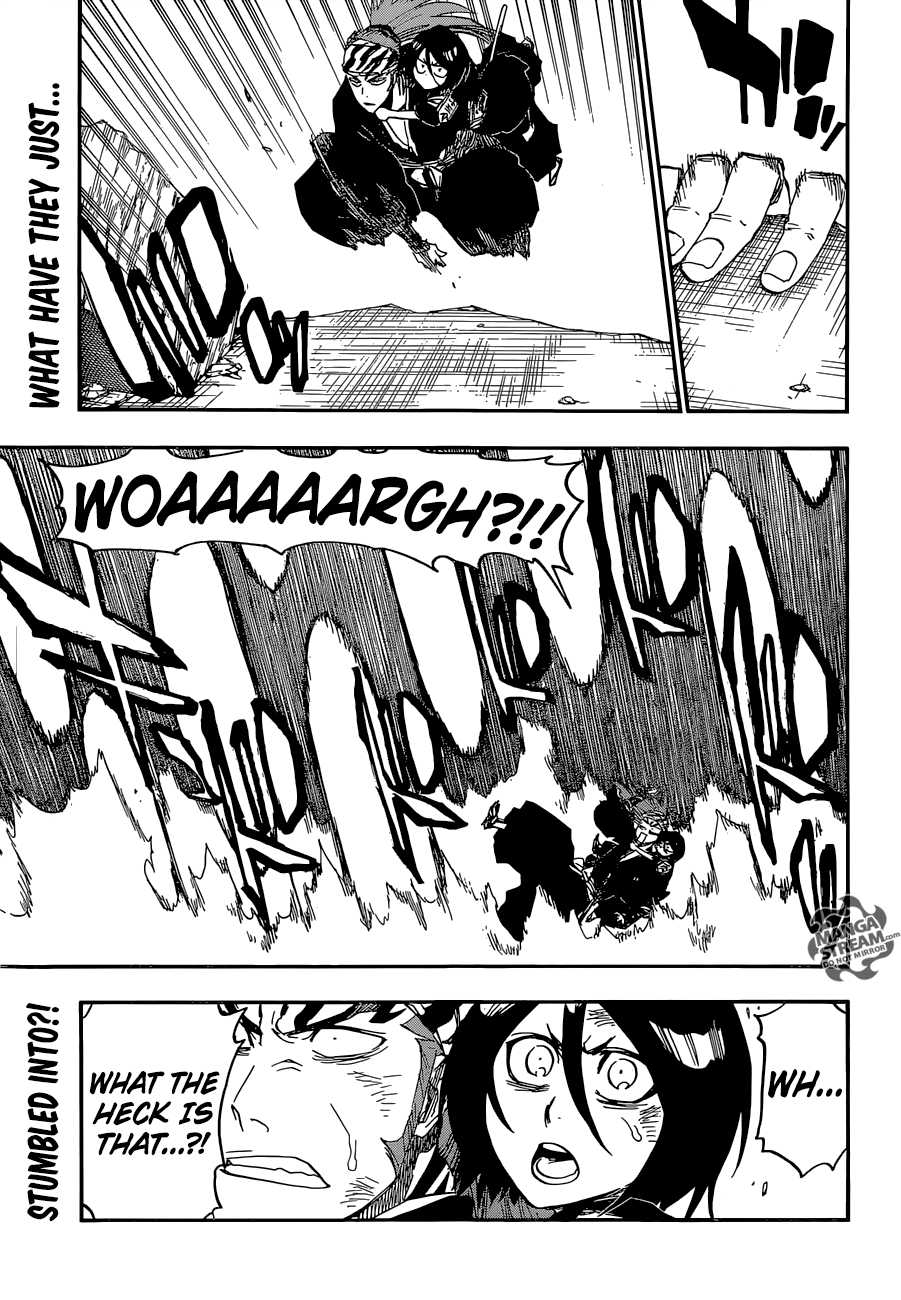 WHAT HAVE THEY JUST...
WOAAAAARGH?!!
MANGA
STREAM.com
DO NOT MIRROR
WH...
WHAT THE
HECK IS
THAT...?!
STUMBLED INTO?!